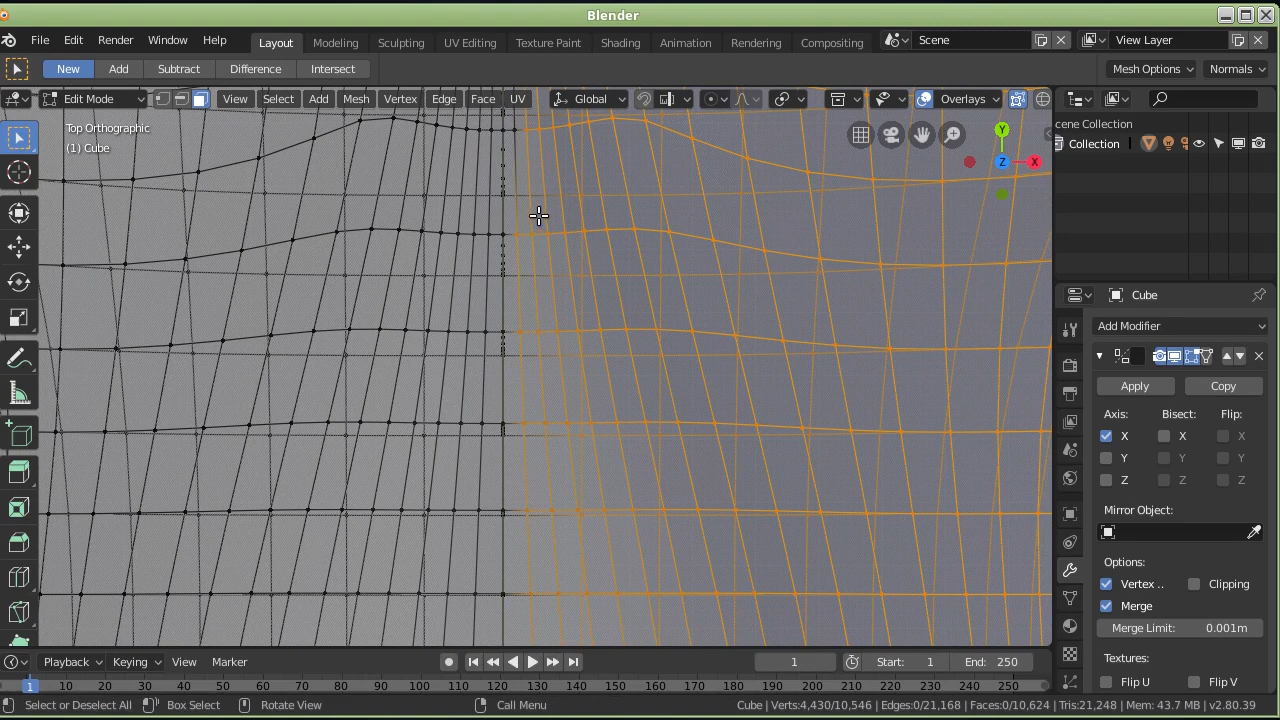 Blender
File Edit Render Window Help Layout Modeling Sculpting UV Editing Texture Paint Shading Animation Rendering Compositing Scene View Layer
New Add Subtract Difference Intersect Mesh Options Normals
Edit Mode View Select Add Mesh Vertex Edge Face UV Global Overlays
Top Orthographic
(1) Cube
Y
Z X
cene Collection
Collection
Cube
Add Modifier
Apply Copy
Axis: Bisect: Flip:
X X X
Y Y Y
Z Z Z
Mirror Object:
Options:
Vertex .. Clipping
Merge
Merge Limit: 0.001m
Textures:
Flip U Flip V
Playback Keying View Marker 1 Start: 1 End: 250
1 10 20 30 40 50 60 70 80 90 100 110 120 130 140 150 160 170 180 190 200 210 220 230 240 250
Select or Deselect All Box Select Rotate View Call Menu Cube | Verts:4,430/10,546 | Edges:0/21,168 | Faces:0/10,624 | Tris:21,248 | Mem: 43.7 MB | v2.80.39